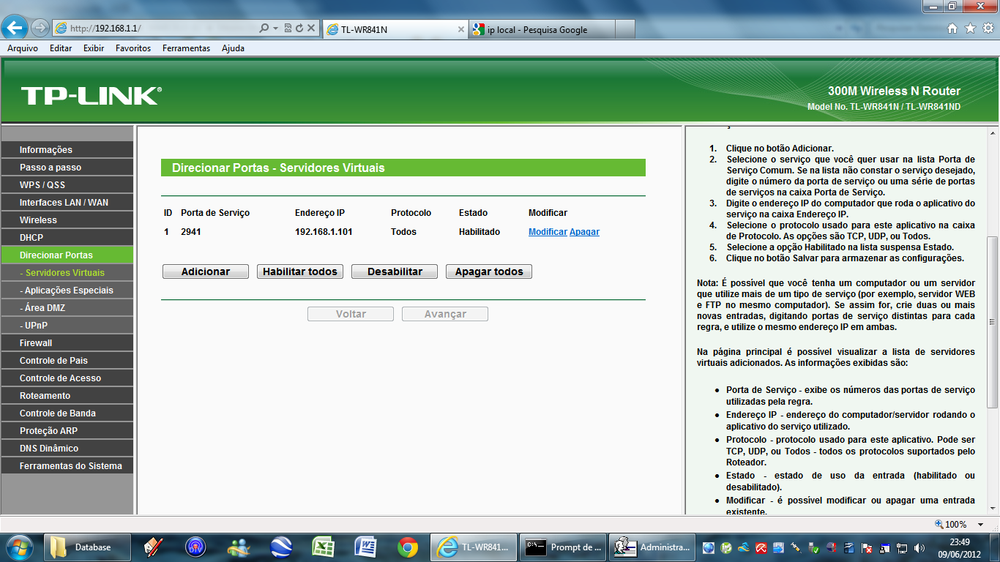 http://192.168.1.1/
TL-WR841N
ip local - Pesquisa Google
Arquivo Editar Exibir Favoritos Ferramentas Ajuda
TP-LINK®
300M Wireless N Router
Model No. TL-WR841N / TL-WR841ND
Informações
Passo a passo
WPS / QSS
Interfaces LAN / WAN
Wireless
DHCP
Direcionar Portas
- Servidores Virtuais
- Aplicações Especiais
- Área DMZ
- UPnP
Firewall
Controle de Pais
Controle de Acesso
Roteamento
Controle de Banda
Proteção ARP
DNS Dinâmico
Ferramentas do Sistema
Direcionar Portas - Servidores Virtuais
ID Porta de Serviço Endereço IP Protocolo Estado Modificar
1 2941 192.168.1.101 Todos Habilitado Modificar Apagar
Adicionar Habilitar todos Desabilitar Apagar todos
Voltar Avançar
1. Clique no botão Adicionar.
2. Selecione o serviço que você quer usar na lista Porta de
Serviço Comum. Se na lista não constar o serviço desejado,
digite o número da porta de serviço ou uma série de portas
de serviços na caixa Porta de Serviço.
3. Digite o endereço IP do computador que roda o aplicativo do
serviço na caixa Endereço IP.
4. Selecione o protocolo usado para este aplicativo na caixa
de Protocolo. As opções são TCP, UDP, ou Todos.
5. Selecione a opção Habilitado na lista suspensa Estado.
6. Clique no botão Salvar para armazenar as configurações.
Nota: É possível que você tenha um computador ou um servidor
que utilize mais de um tipo de serviço (por exemplo, servidor WEB
e FTP no mesmo computador). Se assim for, crie duas ou mais
novas entradas, digitando portas de serviço distintas para cada
regra, e utilize o mesmo endereço IP em ambas.
Na página principal é possível visualizar a lista de servidores
virtuais adicionados. As informações exibidas são:
• Porta de Serviço - exibe os números das portas de serviço
utilizadas pela regra.
• Endereço IP - endereço do computador/servidor rodando o
aplicativo do serviço utilizado.
• Protocolo - protocolo usado para este aplicativo. Pode ser
TCP, UDP, ou Todos - todos os protocolos suportados pelo
Roteador.
• Estado - estado de uso da entrada (habilitado ou
desabilitado).
• Modificar - é possível modificar ou apagar uma entrada
existente.
100%
Database
DTV
TL-WR841...
Prompt de ...
Administra...
23:49
09/06/2012